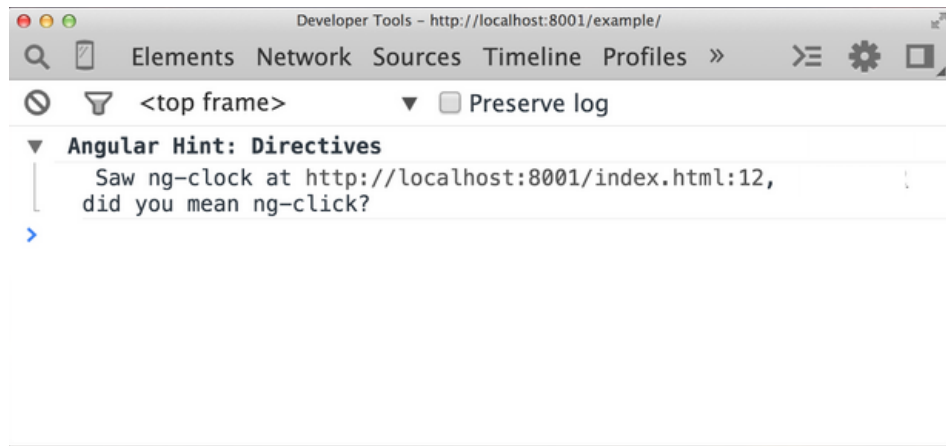 Developer Tools - http://localhost:8001/example/
Elements Network Sources Timeline Profiles »
<top frame> ▼ Preserve log
▼ Angular Hint: Directives
Saw ng-clock at http://localhost:8001/index.html:12,
did you mean ng-click?
>